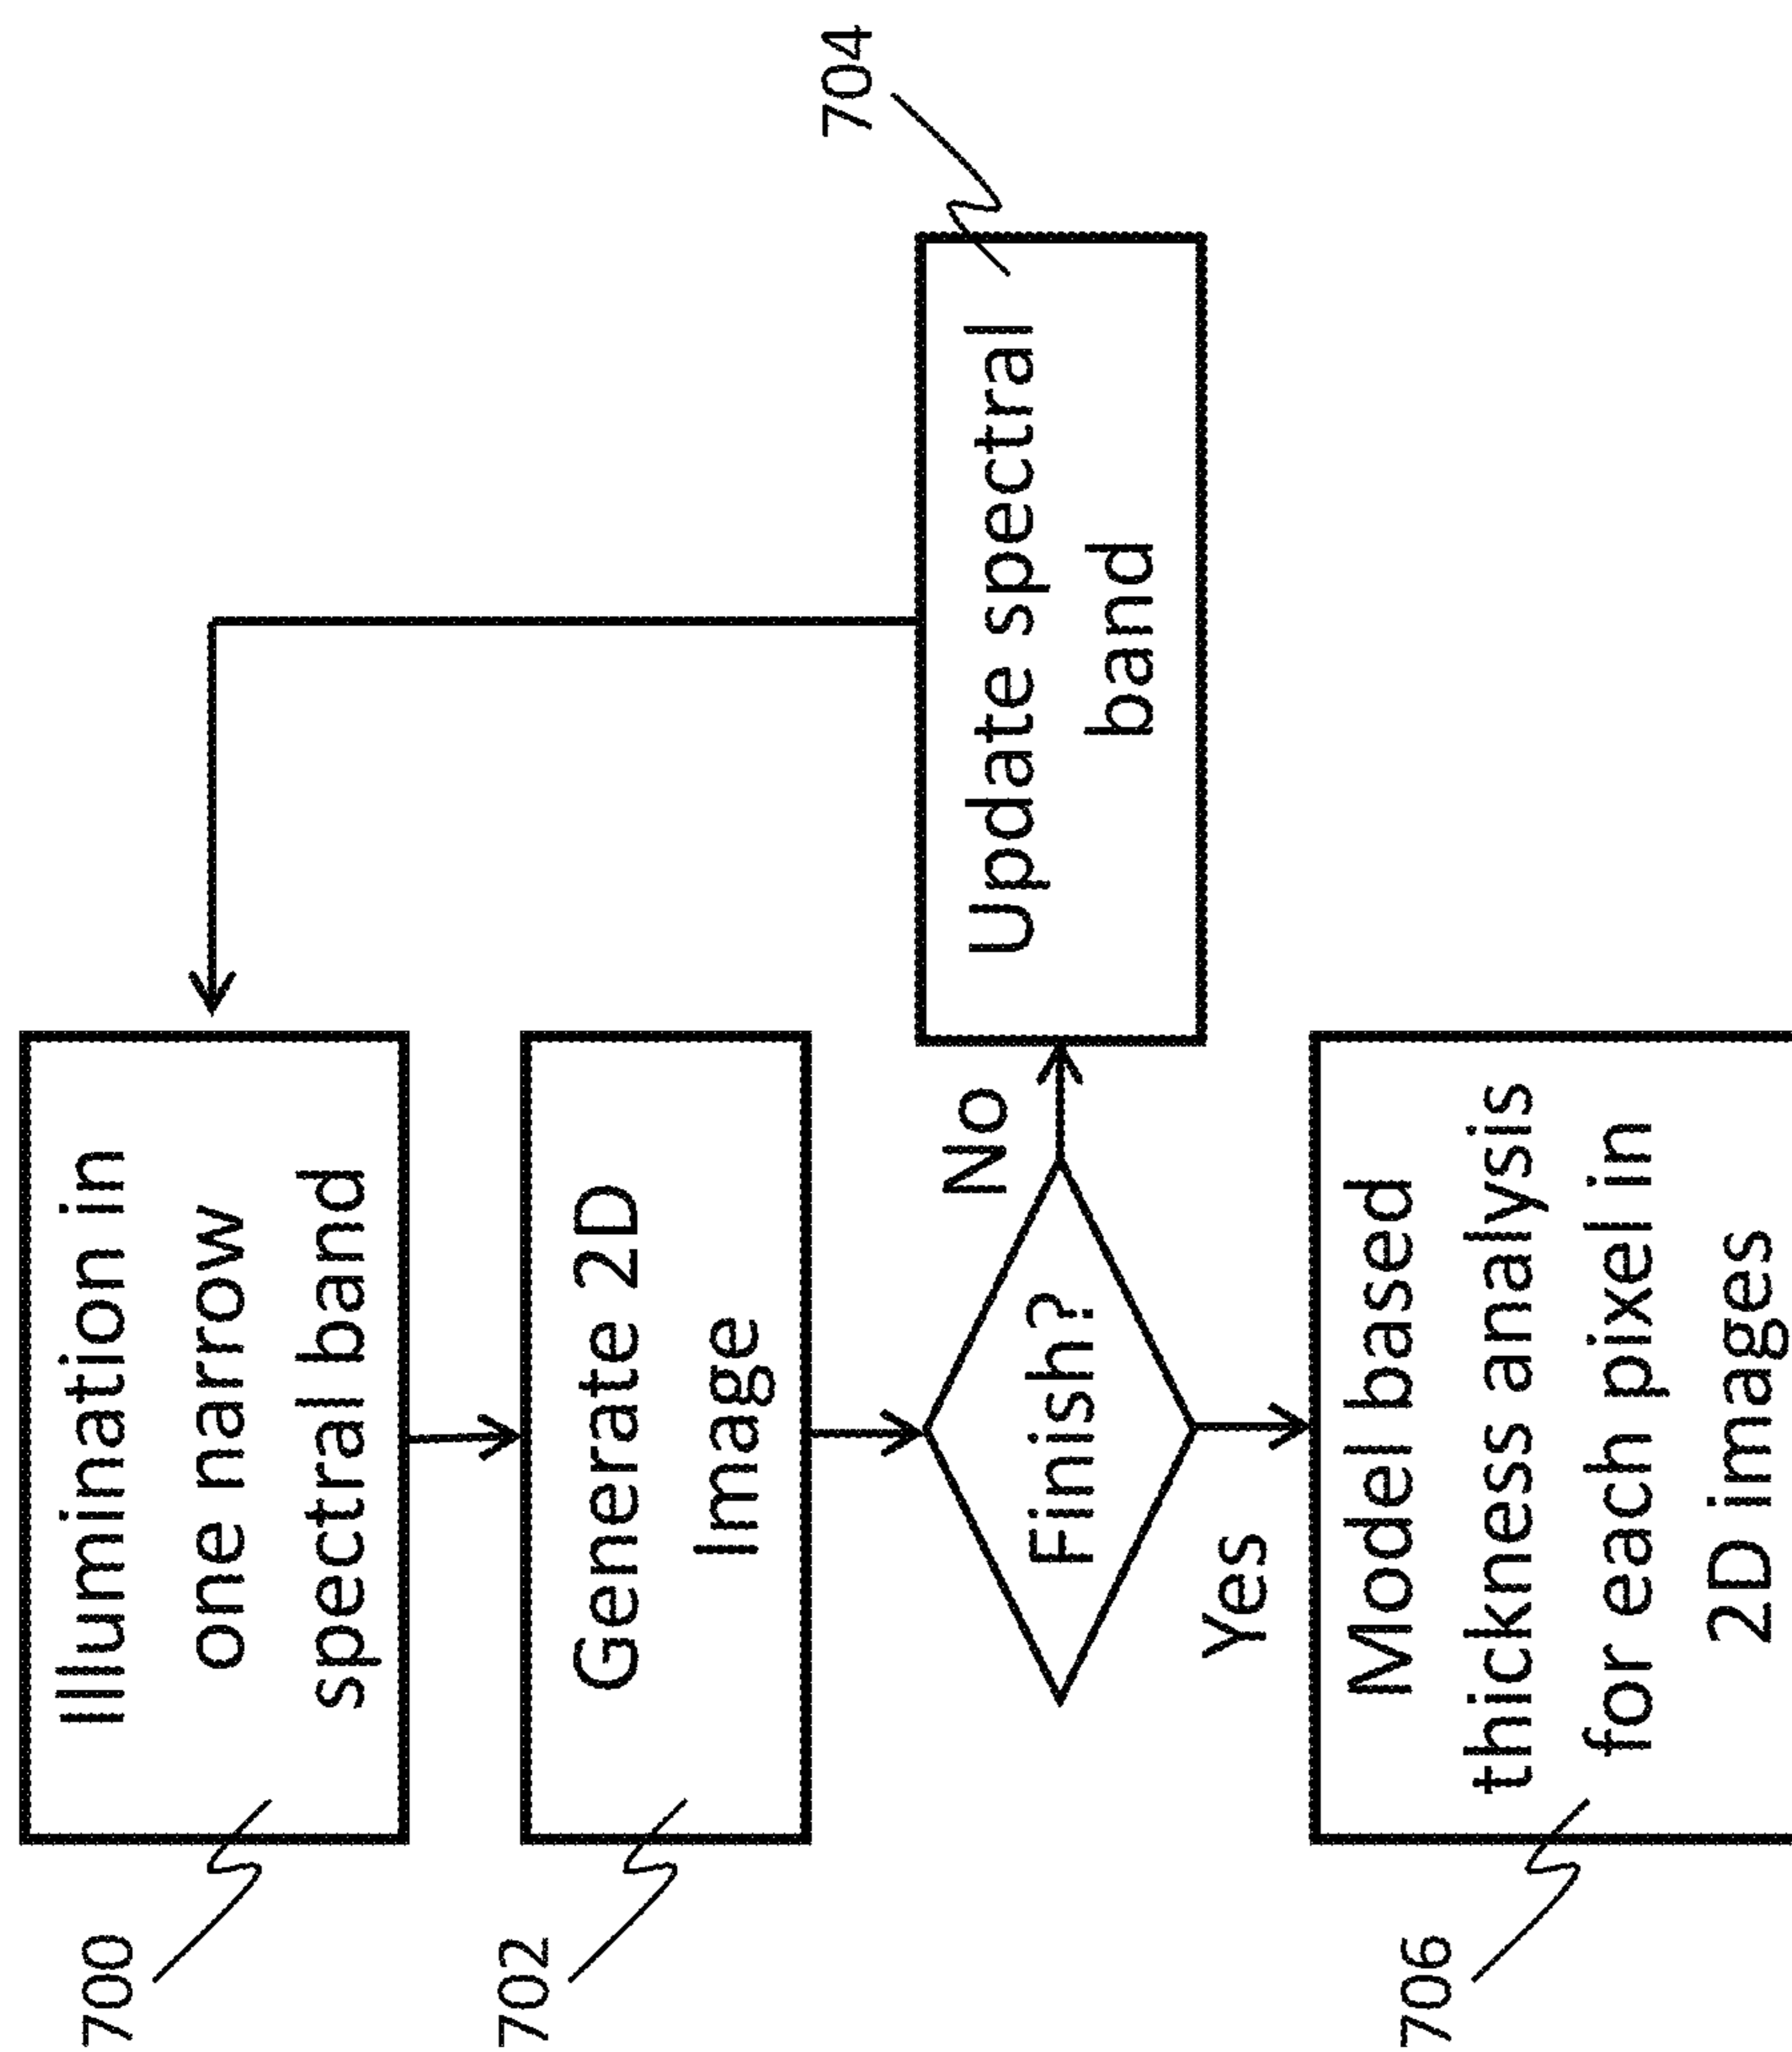 700
Illumination in
one narrow
spectral band
702
Generate 2D
Image
Finish?
No
704
Update spectral
band
Yes
706
Model based
thickness analysis
for each pixel in
2D images